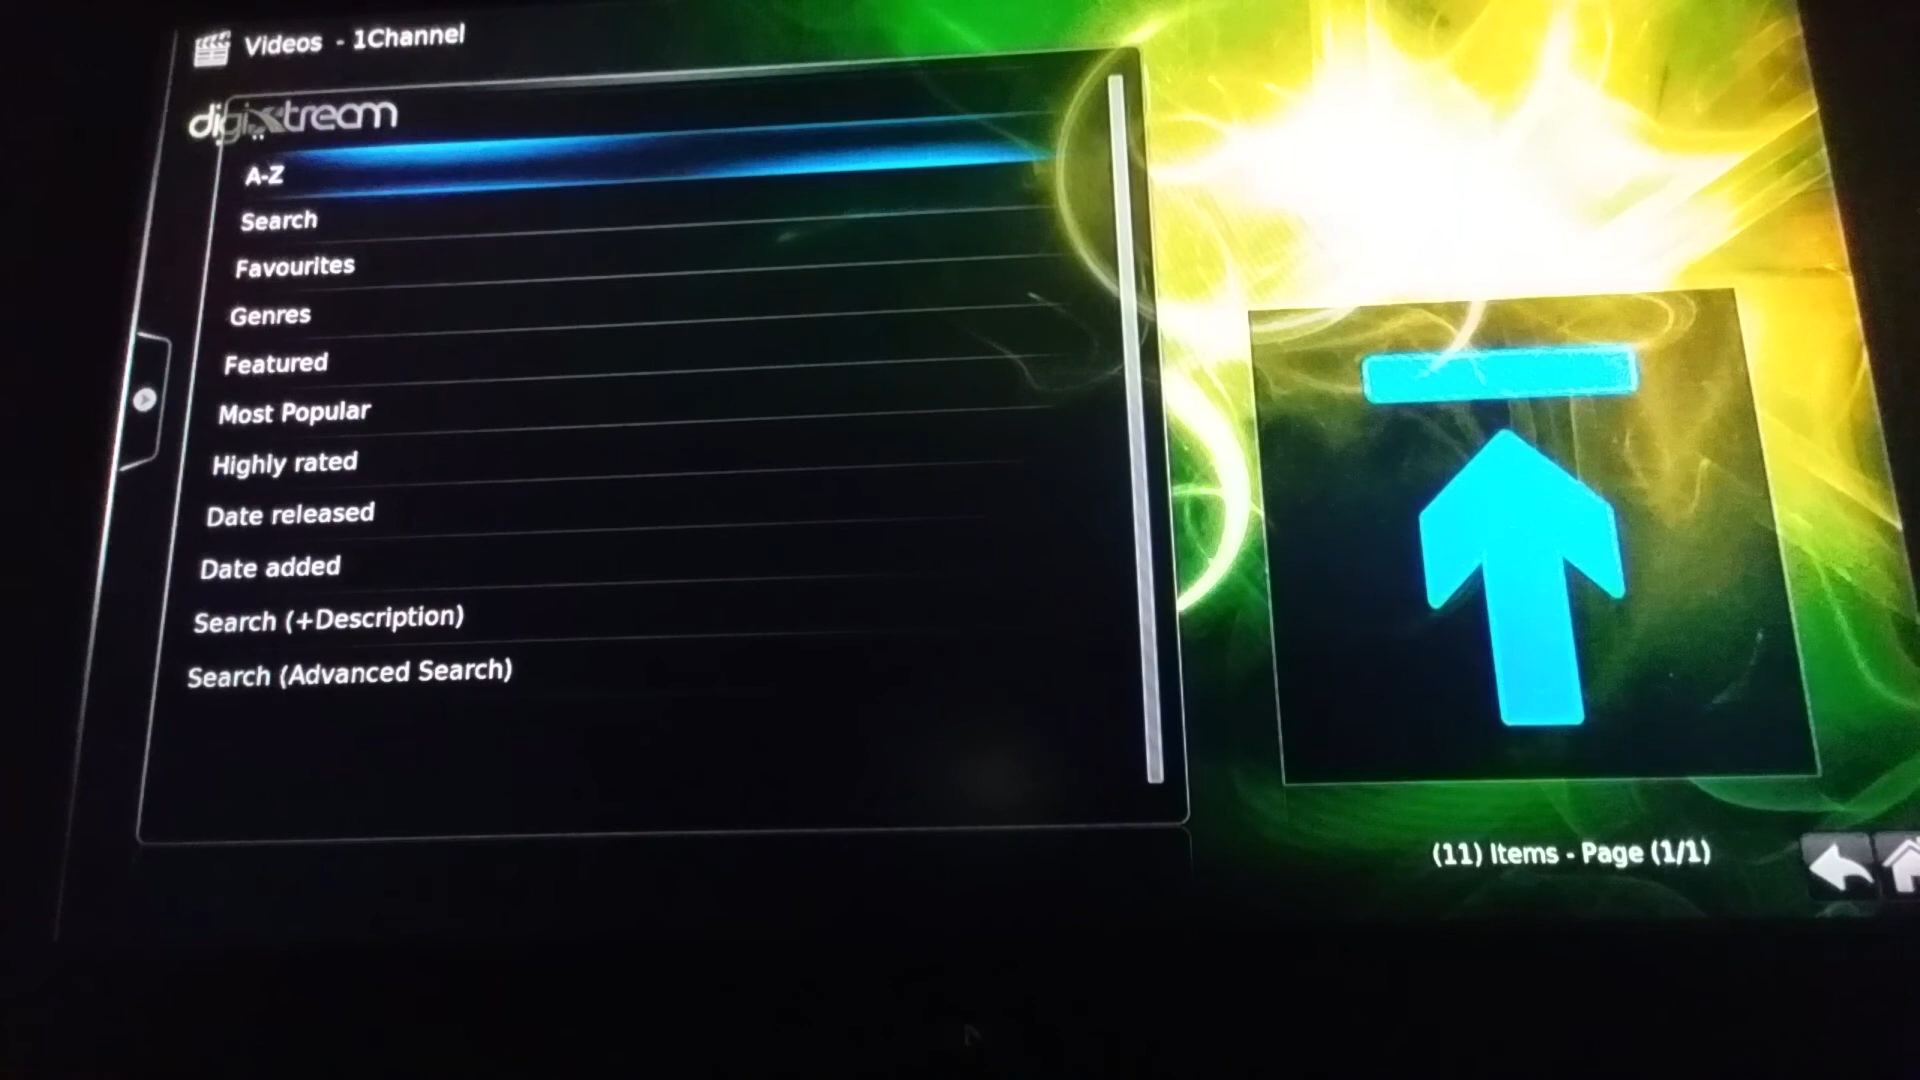 Videos - 1Channel
digixtream
..
A-Z
Search
Favourites
Genres
Featured
Most Popular
Highly rated
Date released
Date added
Search (+Description)
Search (Advanced Search)
(11) Items - Page (1/1)